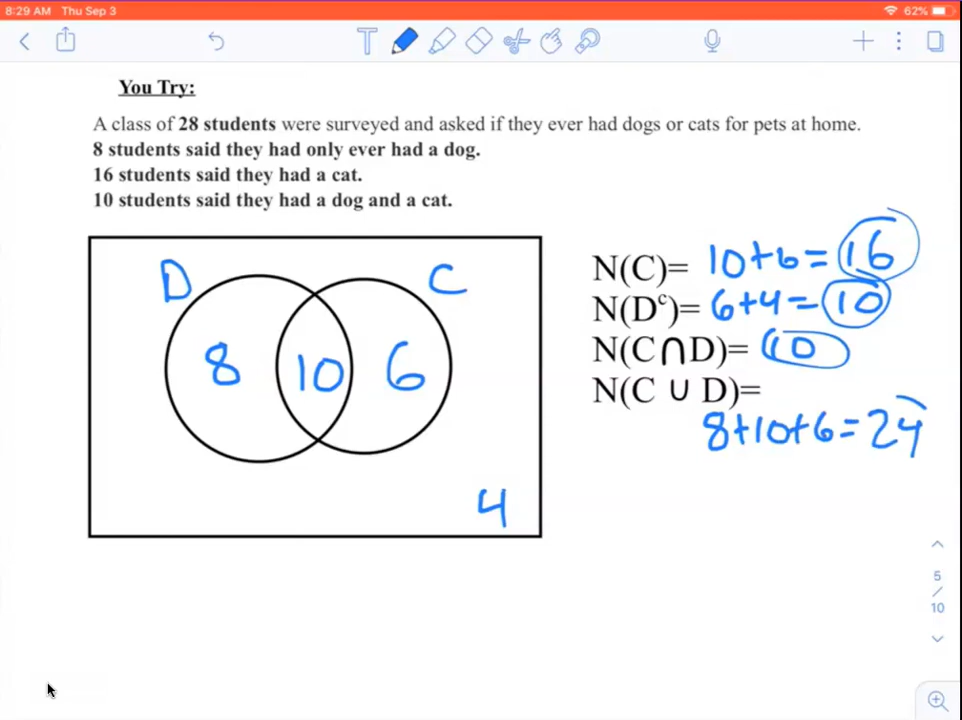 8:29 AM Thu Sep 3
62%
You Try:
A class of 28 students were surveyed and asked if they ever had dogs or cats for pets at home.
8 students said they had only ever had a dog.
16 students said they had a cat.
10 students said they had a dog and a cat.
D
C
8
10
6
4
N(C)= 10+6=16
N(Dᶜ)= 6+4=10
N(C∩D)= 10
N(C ∪ D)=
8+10+6=24
5
/
10